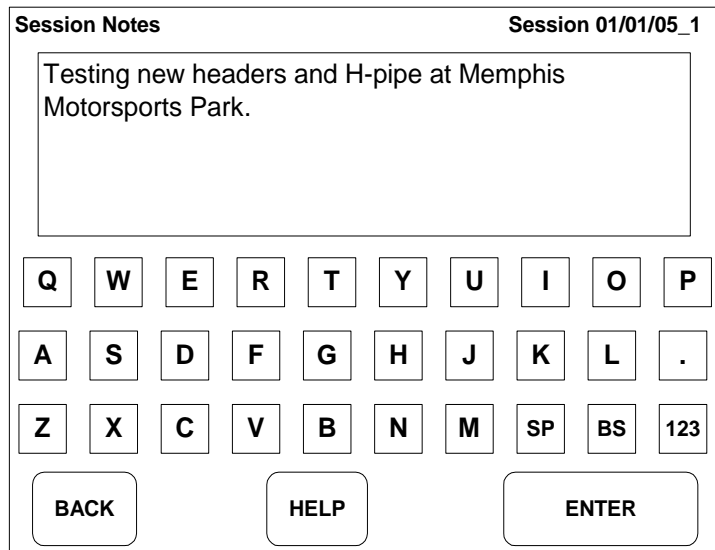 Session Notes Session 01/01/05_1
Testing new headers and H-pipe at Memphis
Motorsports Park.
Q W E R T Y U I O P
A S D F G H J K L .
Z X C V B N M SP BS 123
BACK HELP ENTER